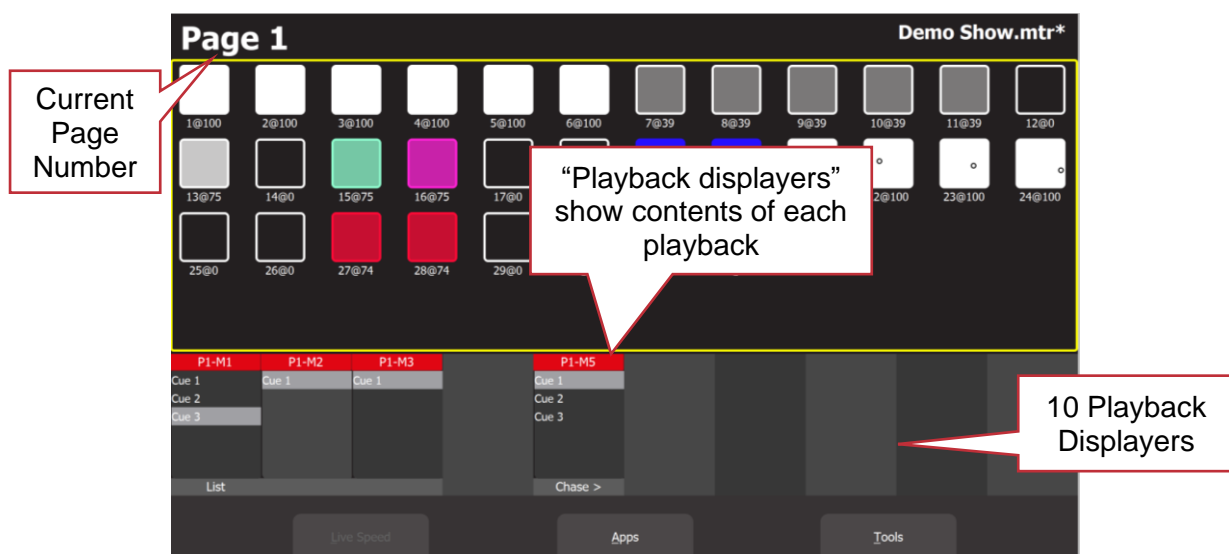 Page 1
Demo Show.mtr*
Current
Page
Number
1@100 2@100 3@100 4@100 5@100 6@100 7@39 8@39 9@39 10@39 11@39 12@0
13@75 14@0 15@75 16@75 17@0 23@100 24@100
“Playback displayers”
show contents of each
playback
25@0 26@0 27@74 28@74 29@0
P1-M1 P1-M2 P1-M3 P1-M5
Cue 1 Cue 1 Cue 1 Cue 1
Cue 2 Cue 2
Cue 3 Cue 3
10 Playback
Displayers
List Chase >
Live Speed Apps Tools